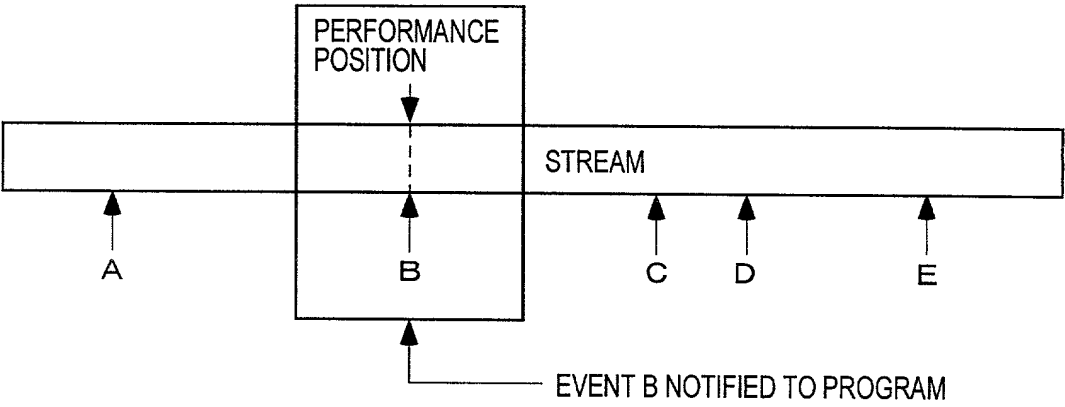 PERFORMANCE
POSITION
STREAM
A
B
C
D
E
EVENT B NOTIFIED TO PROGRAM